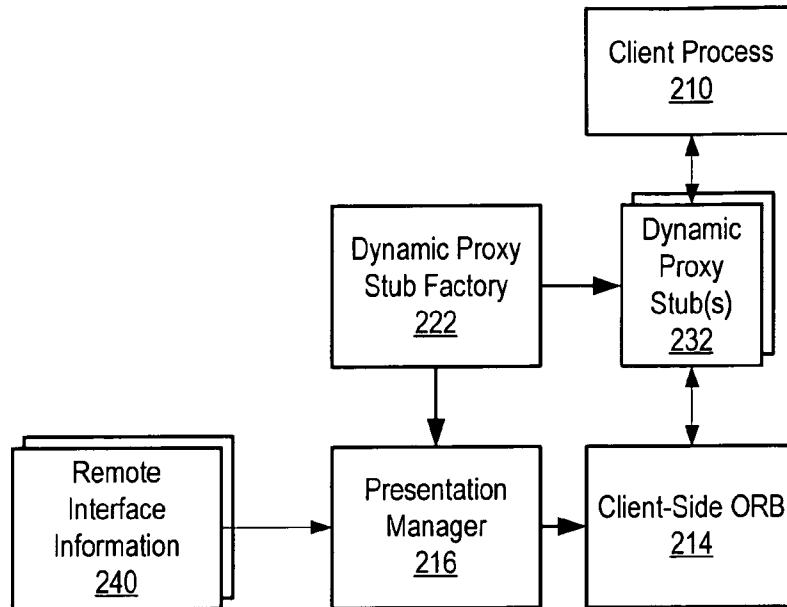 Client Process
210
Dynamic Proxy
Stub Factory
222
Dynamic
Proxy
Stub(s)
232
Remote
Interface
Information
240
Presentation
Manager
216
Client-Side ORB
214